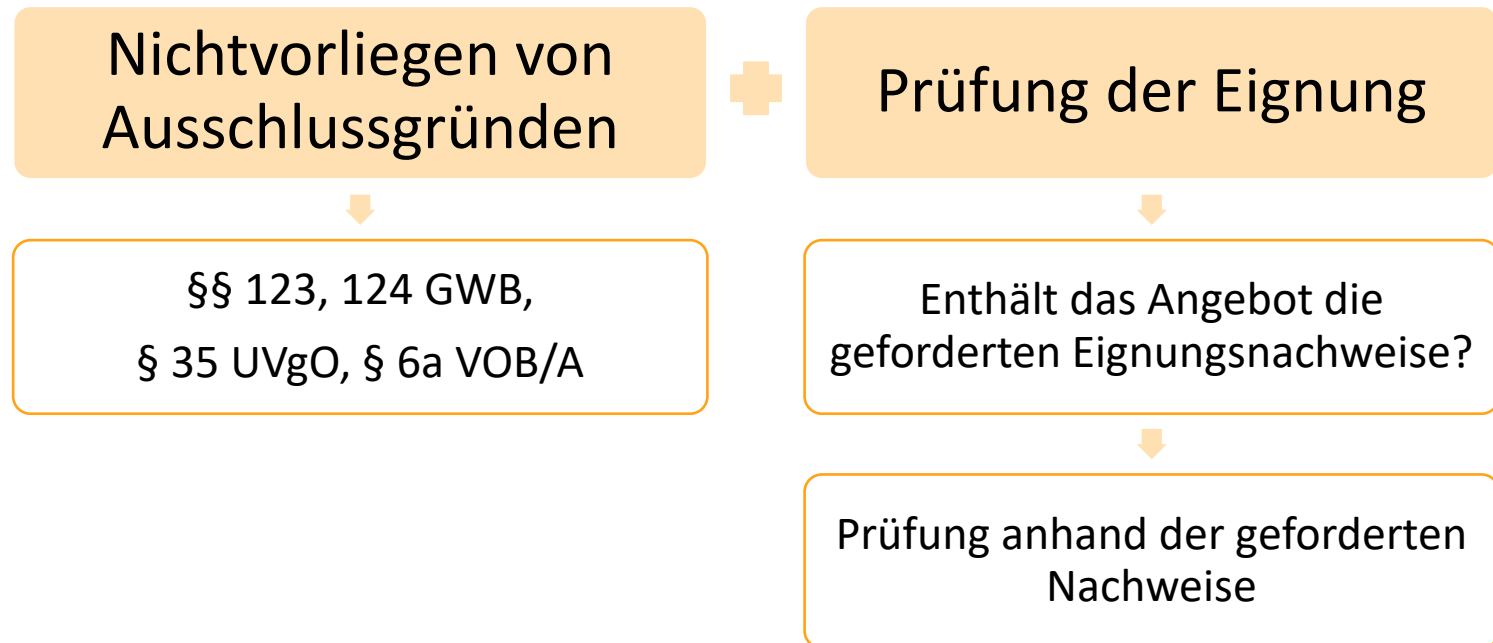 Nichtvorliegen von
Ausschlussgründen
§§ 123, 124 GWB,
§ 35 UVgO, § 6a VOB/A
Prüfung der Eignung
Enthält das Angebot die
geforderten Eignungsnachweise?
Prüfung anhand der geforderten
Nachweise